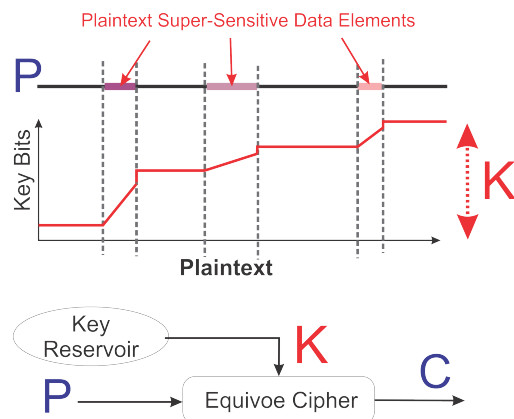 Plaintext Super-Sensitive Data Elements
P
Key Bits
K
Plaintext
Key
Reservoir
K
P
Equivoe Cipher
C